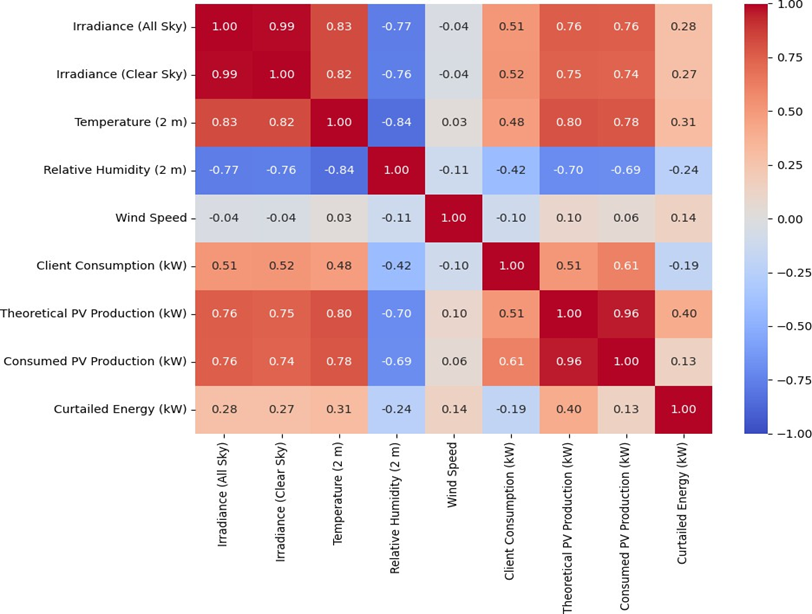 Irradiance (All Sky) 1.00 0.99 0.83 -0.77 -0.04 0.51 0.76 0.76 0.28
Irradiance (Clear Sky) 0.99 1.00 0.82 -0.76 -0.04 0.52 0.75 0.74 0.27
Temperature (2 m) 0.83 0.82 1.00 -0.84 0.03 0.48 0.80 0.78 0.31
Relative Humidity (2 m) -0.77 -0.76 -0.84 1.00 -0.11 -0.42 -0.70 -0.69 -0.24
Wind Speed -0.04 -0.04 0.03 -0.11 1.00 -0.10 0.10 0.06 0.14
Client Consumption (kW) 0.51 0.52 0.48 -0.42 -0.10 1.00 0.51 0.61 -0.19
Theoretical PV Production (kW) 0.76 0.75 0.80 -0.70 0.10 0.51 1.00 0.96 0.40
Consumed PV Production (kW) 0.76 0.74 0.78 -0.69 0.06 0.61 0.96 1.00 0.13
Curtailed Energy (kW) 0.28 0.27 0.31 -0.24 0.14 -0.19 0.40 0.13 1.00
Irradiance (All Sky)
Irradiance (Clear Sky)
Temperature (2 m)
Relative Humidity (2 m)
Wind Speed
Client Consumption (kW)
Theoretical PV Production (kW)
Consumed PV Production (kW)
Curtailed Energy (kW)
1.00
0.75
0.50
0.25
0.00
−0.25
−0.50
−0.75
−1.00